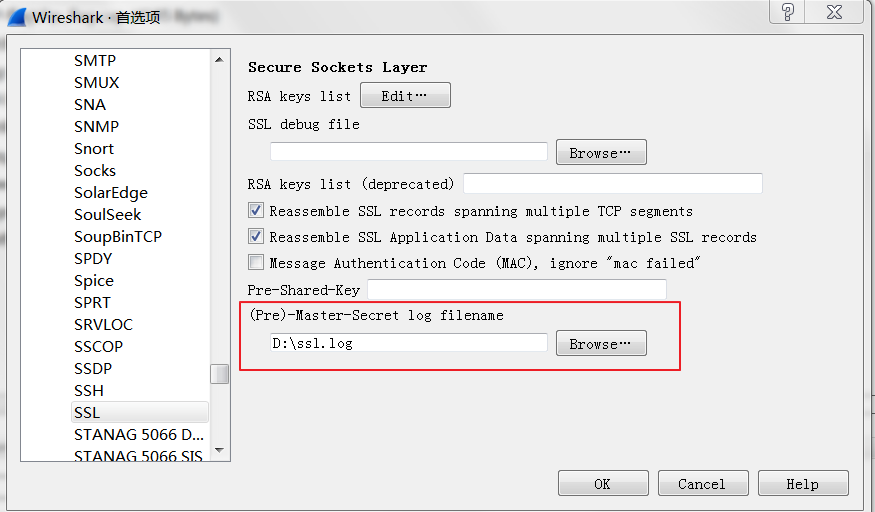 Wireshark · 首选项
SMTP
SMUX
SNA
SNMP
Snort
Socks
SolarEdge
SoulSeek
SoupBinTCP
SPDY
Spice
SPRT
SRVLOC
SSCOP
SSDP
SSH
SSL
STANAG 5066 D...
STANAG 5066 SIS
Secure Sockets Layer
RSA keys list Edit…
SSL debug file
Browse…
RSA keys list (deprecated)
Reassemble SSL records spanning multiple TCP segments
Reassemble SSL Application Data spanning multiple SSL records
Message Authentication Code (MAC), ignore "mac failed"
Pre-Shared-Key
(Pre)-Master-Secret log filename
D:\ssl.log Browse…
OK Cancel Help